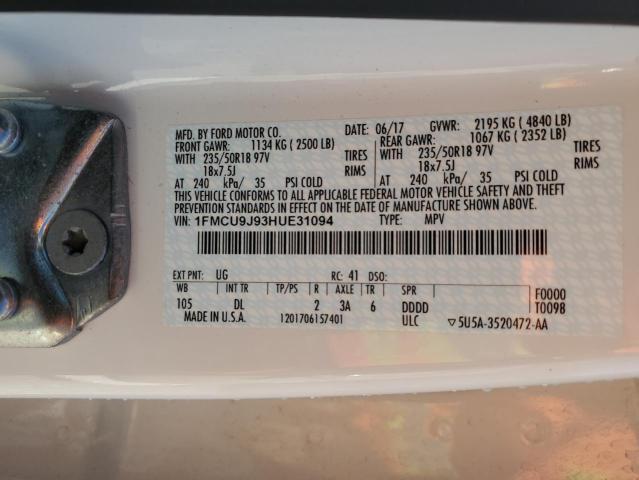 MFD. BY FORD MOTOR CO. DATE: 06/17 GVWR: 2195 KG ( 4840 LB)
FRONT GAWR: 1134 KG ( 2500 LB) REAR GAWR: 1067 KG ( 2352 LB)
WITH 235/50R18 97V TIRES WITH 235/50R18 97V TIRES
18x7.5J RIMS 18x7.5J RIMS
AT 240 kPa/ 35 PSI COLD AT 240 kPa/ 35 PSI COLD
THIS VEHICLE CONFORMS TO ALL APPLICABLE FEDERAL MOTOR VEHICLE SAFETY AND THEFT
PREVENTION STANDARDS IN EFFECT ON THE DATE OF MANUFACTURE SHOWN ABOVE.
VIN: 1FMCU9J93HUE31094 TYPE: MPV
EXT PNT: UG RC: 41 DSO:
WB INT TR TP/PS R AXLE TR SPR F0000
105 DL 2 3A 6 DDDD T0098
MADE IN U.S.A. 1201706157401 ULC ▽5U5A-3520472-AA